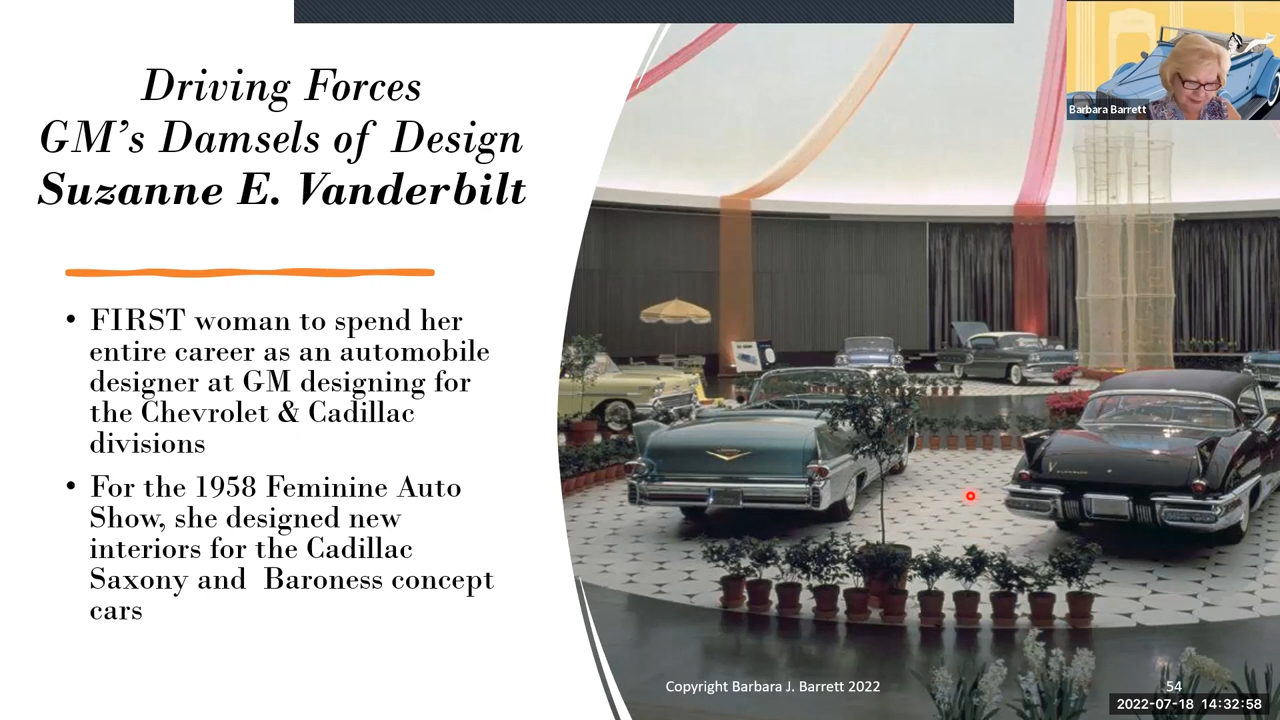 Driving Forces
GM's Damsels of Design
Suzanne E. Vanderbilt
Barbara Barrett
• FIRST woman to spend her
entire career as an automobile
designer at GM designing for
the Chevrolet & Cadillac
divisions
• For the 1958 Feminine Auto
Show, she designed new
interiors for the Cadillac
Saxony and  Baroness concept
cars
Copyright Barbara J. Barrett 2022
54
2022-07-18 14:32:58